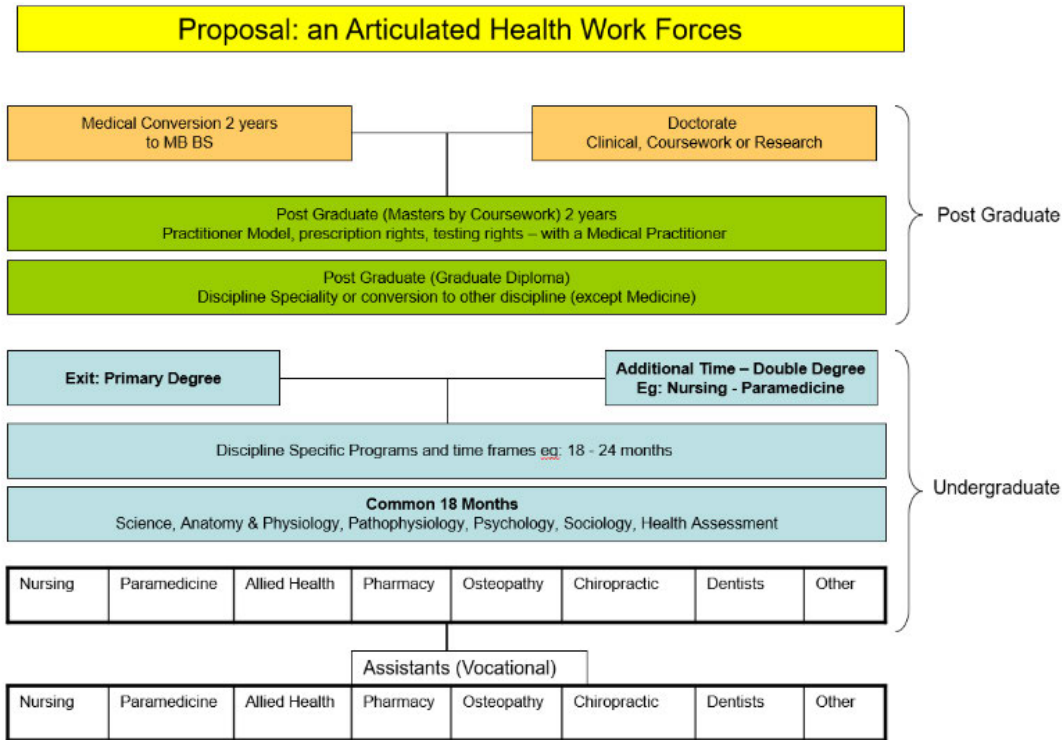 Proposal: an Articulated Health Work Forces
Medical Conversion 2 years
to MB BS
Doctorate
Clinical, Coursework or Research
Post Graduate (Masters by Coursework) 2 years
Practitioner Model, prescription rights, testing rights – with a Medical Practitioner
Post Graduate
Post Graduate (Graduate Diploma)
Discipline Speciality or conversion to other discipline (except Medicine)
Exit: Primary Degree
Additional Time – Double Degree
Eg: Nursing - Paramedicine
Discipline Specific Programs and time frames eg: 18 - 24 months
Undergraduate
Common 18 Months
Science, Anatomy & Physiology, Pathophysiology, Psychology, Sociology, Health Assessment
Nursing Paramedicine Allied Health Pharmacy Osteopathy Chiropractic Dentists Other
Assistants (Vocational)
Nursing Paramedicine Allied Health Pharmacy Osteopathy Chiropractic Dentists Other